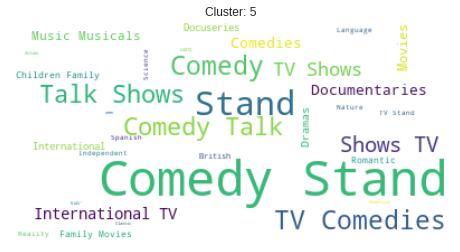 Cluster: 5
Docuseries
Language
Music Musicals
Comedies
Movies
Science
Comedy
TV Shows
Children Family
Documentaries
Talk Shows
Stand
Nature
TV Stand
Comedy Talk
Dramas
Spanish
Shows TV
International
Independent
British
Romantic
Comedy Stand
International TV
TV Comedies
Reality
Family Movies